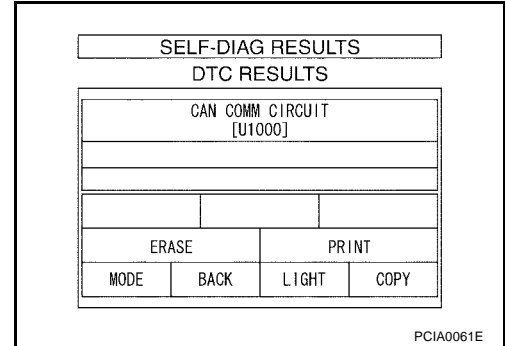 SELF-DIAG RESULTS
DTC RESULTS
CAN COMM CIRCUIT
[U1000]
ERASE PRINT
MODE BACK LIGHT COPY
PCIA0061E